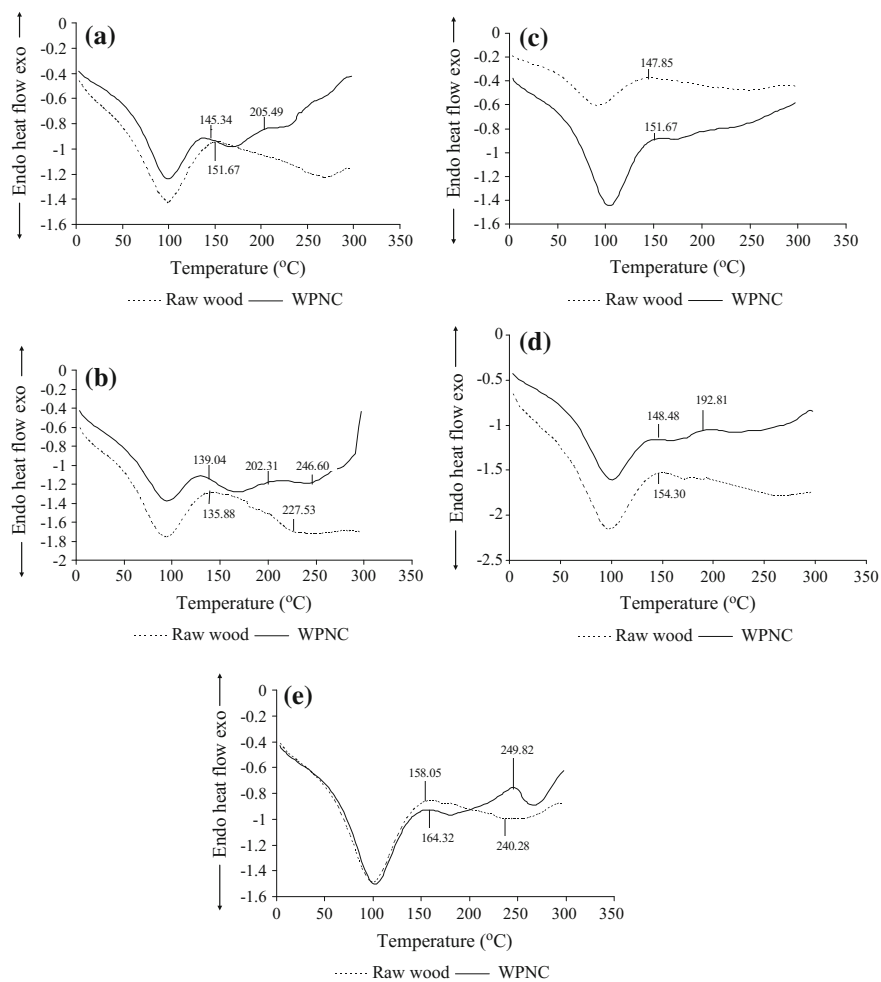 (a)
0
-0.2
-0.4
-0.6
-0.8
-1
-1.2
-1.4
-1.6
Endo heat flow exo
145.34
205.49
151.67
0 50 100 150 200 250 300 350
Temperature (°C)
Raw wood WPNC
(c)
0
-0.2
-0.4
-0.6
-0.8
-1
-1.2
-1.4
-1.6
Endo heat flow exo
147.85
151.67
0 50 100 150 200 250 300 350
Temperature (°C)
Raw wood WPNC
(b)
0
-0.2
-0.4
-0.6
-0.8
-1
-1.2
-1.4
-1.6
-1.8
-2
Endo heat flow exo
139.04
202.31
246.60
135.88
227.53
0 50 100 150 200 250 300 350
Temperature (°C)
Raw wood WPNC
(d)
0
-0.5
-1
-1.5
-2
-2.5
Endo heat flow exo
148.48
192.81
154.30
0 50 100 150 200 250 300 350
Temperature (°C)
Raw wood WPNC
(e)
0
-0.2
-0.4
-0.6
-0.8
-1
-1.2
-1.4
-1.6
Endo heat flow exo
249.82
158.05
164.32
240.28
0 50 100 150 200 250 300 350
Temperature (°C)
Raw wood WPNC